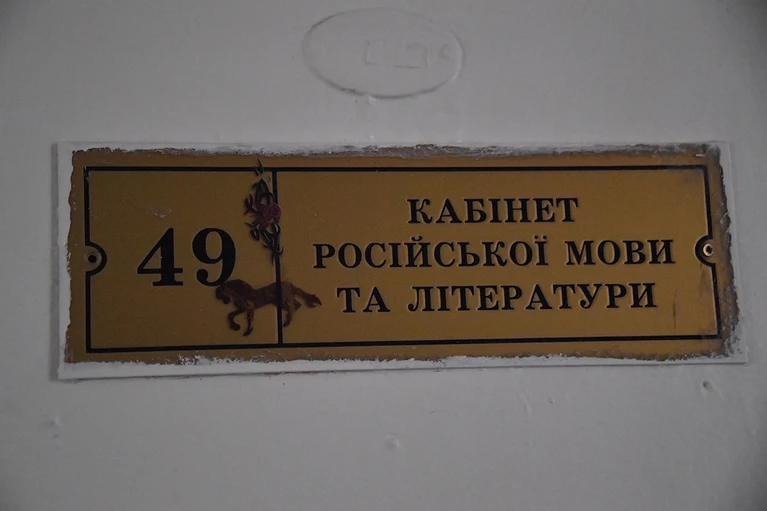 49
КАБІНЕТ
РОСІЙСЬКОЇ МОВИ
ТА ЛІТЕРАТУРИ